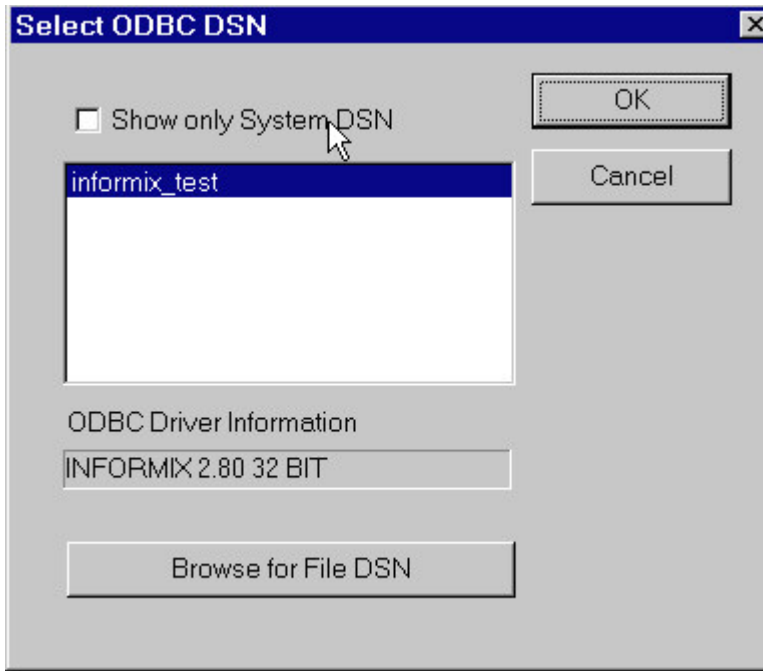 Select ODBC DSN
Show only System DSN
OK
informix_test
Cancel
ODBC Driver Information
INFORMIX 2.80 32 BIT
Browse for File DSN